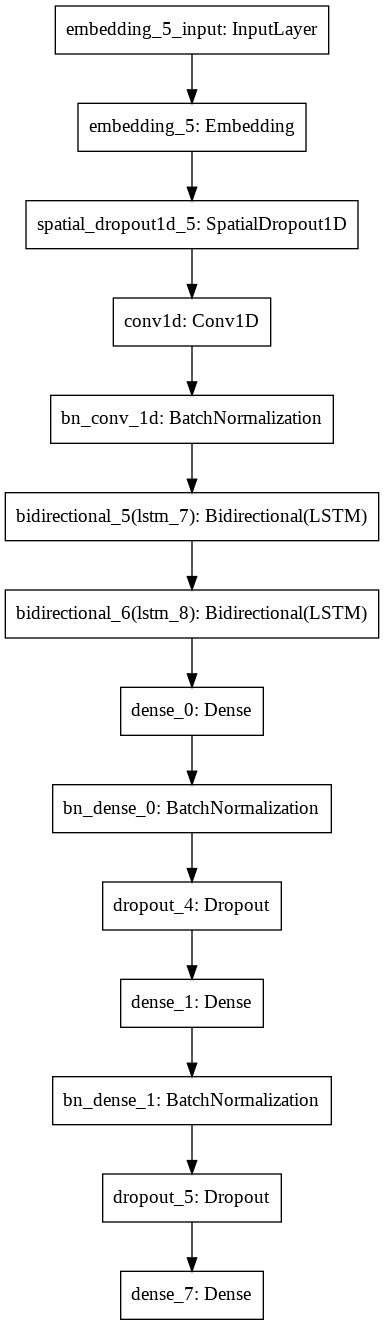 embedding_5_input: InputLayer
embedding_5: Embedding
spatial_dropout1d_5: SpatialDropout1D
conv1d: Conv1D
bn_conv_1d: BatchNormalization
bidirectional_5(lstm_7): Bidirectional(LSTM)
bidirectional_6(lstm_8): Bidirectional(LSTM)
dense_0: Dense
bn_dense_0: BatchNormalization
dropout_4: Dropout
dense_1: Dense
bn_dense_1: BatchNormalization
dropout_5: Dropout
dense_7: Dense